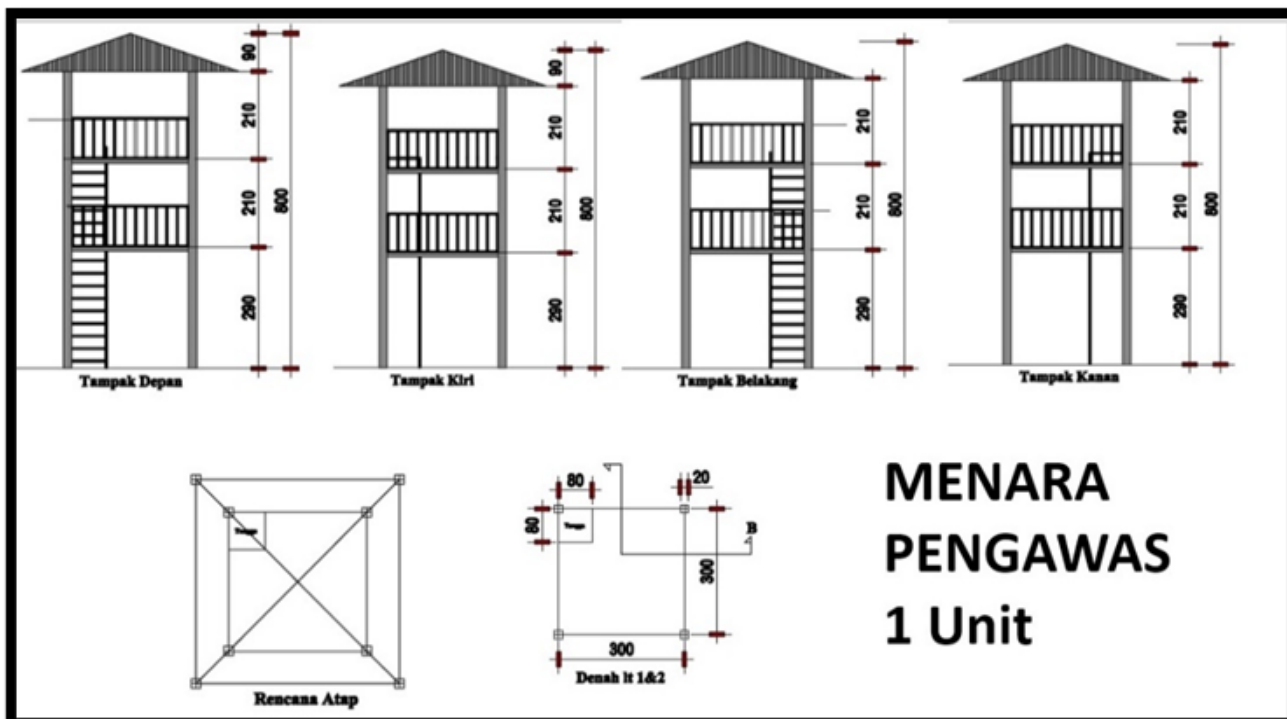 90
210
210
290
800
Tampak Depan
90
210
210
290
800
Tampak Kiri
210
210
290
800
Tampak Belakang
210
210
290
800
Tampak Kanan
Rencana Atap
80
80
20
B
300
300
Denah lt 1&2
MENARA
PENGAWAS
1 Unit